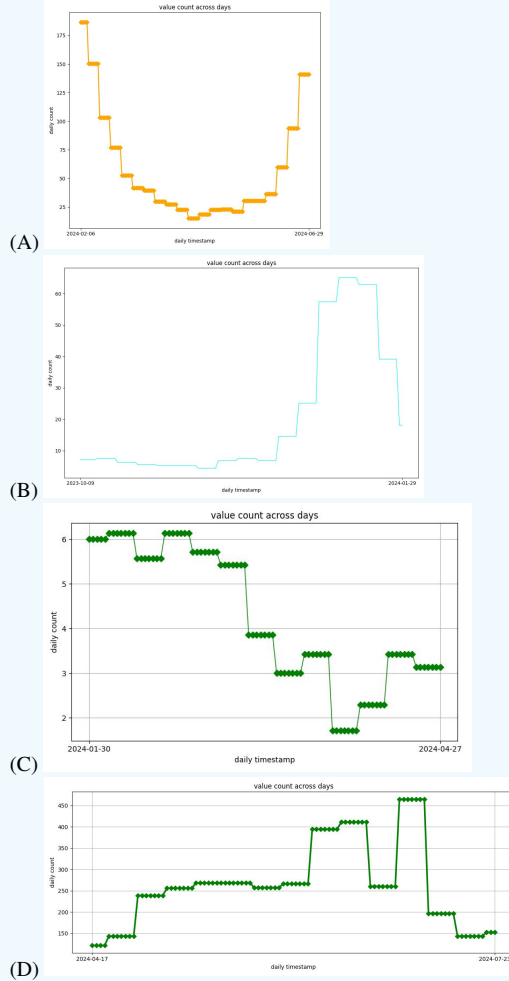 value count across days
175
150
125
100
75
50
25
daily count
2024-02-06
2024-06-29
daily timestamp
(A)
value count across days
60
50
40
30
20
10
daily count
2023-10-09
2024-01-29
daily timestamp
(B)
value count across days
6
5
4
3
2
daily count
2024-01-30
2024-04-27
daily timestamp
(C)
value count across days
450
400
350
300
250
200
150
daily count
2024-04-17
2024-07-23
daily timestamp
(D)